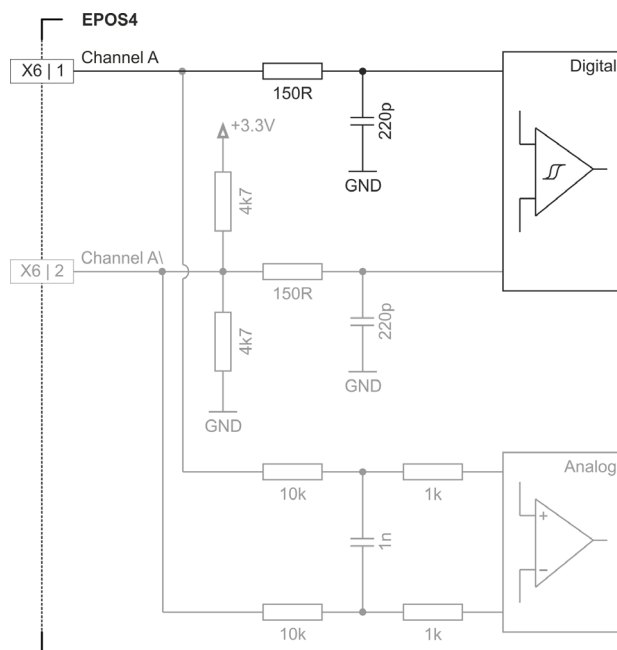 EPOS4
X6 | 1
Channel A
Digital
150R
220p
+3.3V
GND
4k7
X6 | 2
Channel A\
150R
220p
4k7
GND
GND
Analog
10k
1k
+
1n
−
10k
1k